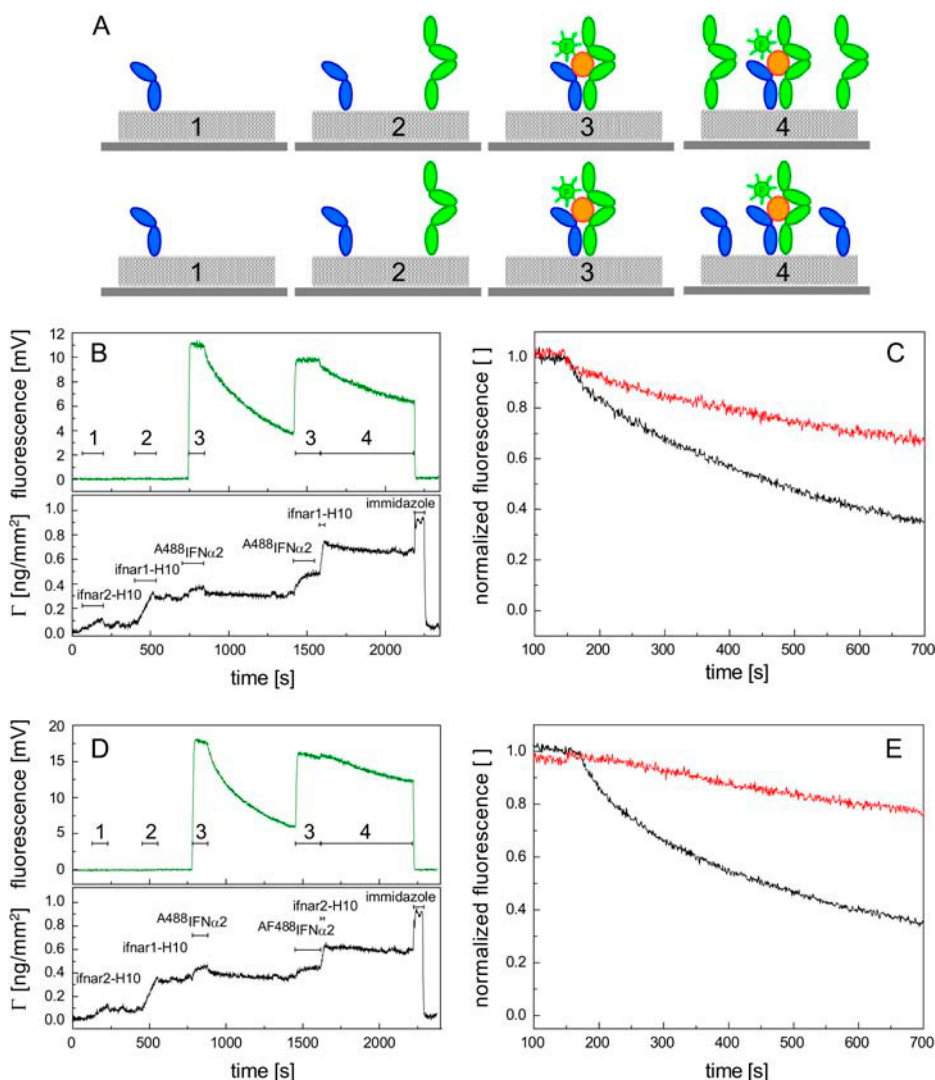 A
1 2 3 4
F F
1 2 3 4
F F
B
fluorescence [mV]
12
10
8
6
4
2
0
1 2 3 3 4
Γ [ng/mm²]
1.0
0.8
0.6
0.4
0.2
0.0
ifnar2-H10
ifnar1-H10
A488IFNα2
A488IFNα2
ifnar1-H10
immidazole
0 500 1000 1500 2000
time [s]
C
normalized fluorescence [ ]
1.0
0.8
0.6
0.4
0.2
0.0
100 200 300 400 500 600 700
time [s]
D
fluorescence [mV]
20
15
10
5
0
1 2 3 3 4
Γ [ng/mm²]
1.0
0.8
0.6
0.4
0.2
0.0
ifnar2-H10
ifnar1-H10
A488IFNα2
AF488IFNα2
ifnar2-H10
immidazole
0 500 1000 1500 2000
time [s]
E
normalized fluorescence [ ]
1.0
0.8
0.6
0.4
0.2
0.0
100 200 300 400 500 600 700
time [s]